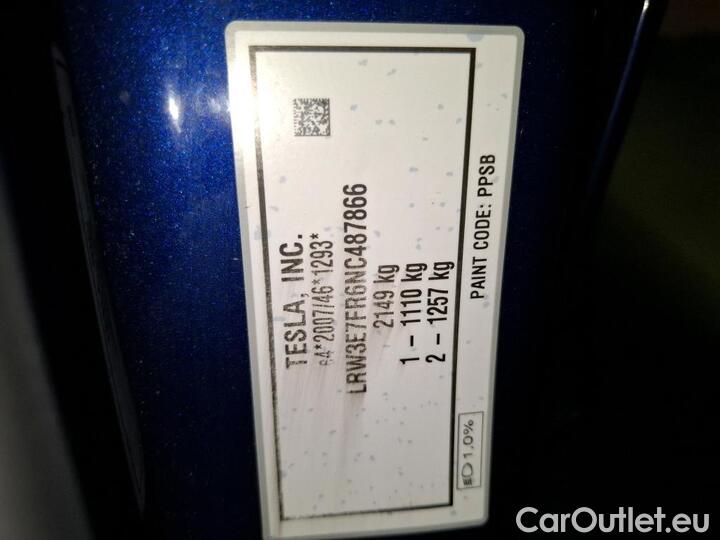 TESLA, INC.
e4*2007/46*1293*
LRW3E7FR6NC487866
2149 kg
1 - 1110 kg
2 - 1257 kg
1,0%
PAINT CODE: PPSB
CarOutlet.eu